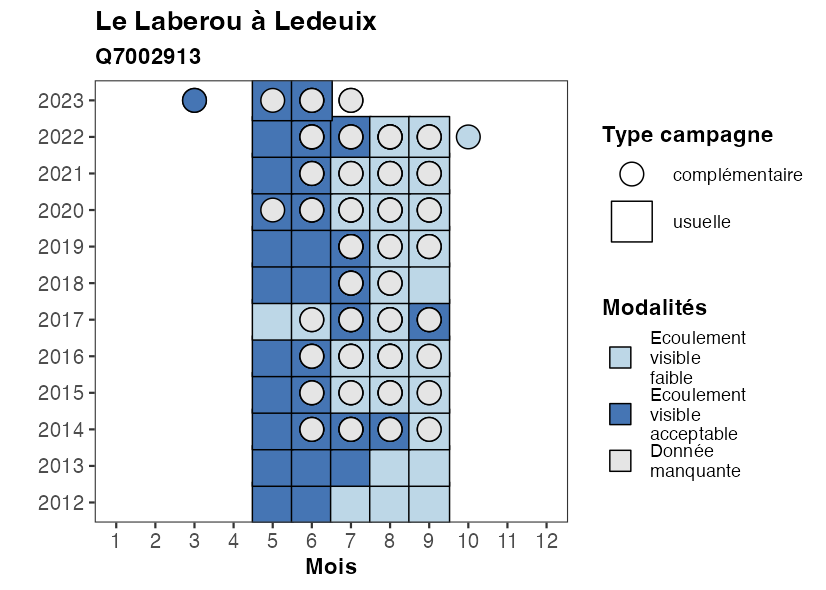 Le Laberou à Ledeuix
Q7002913
2023
2022
2021
2020
2019
2018
2017
2016
2015
2014
2013
2012
1 2 3 4 5 6 7 8 9 10 11 12
Mois
Type campagne
complémentaire
usuelle
Modalités
Ecoulement
visible
faible
Ecoulement
visible
acceptable
Donnée
manquante